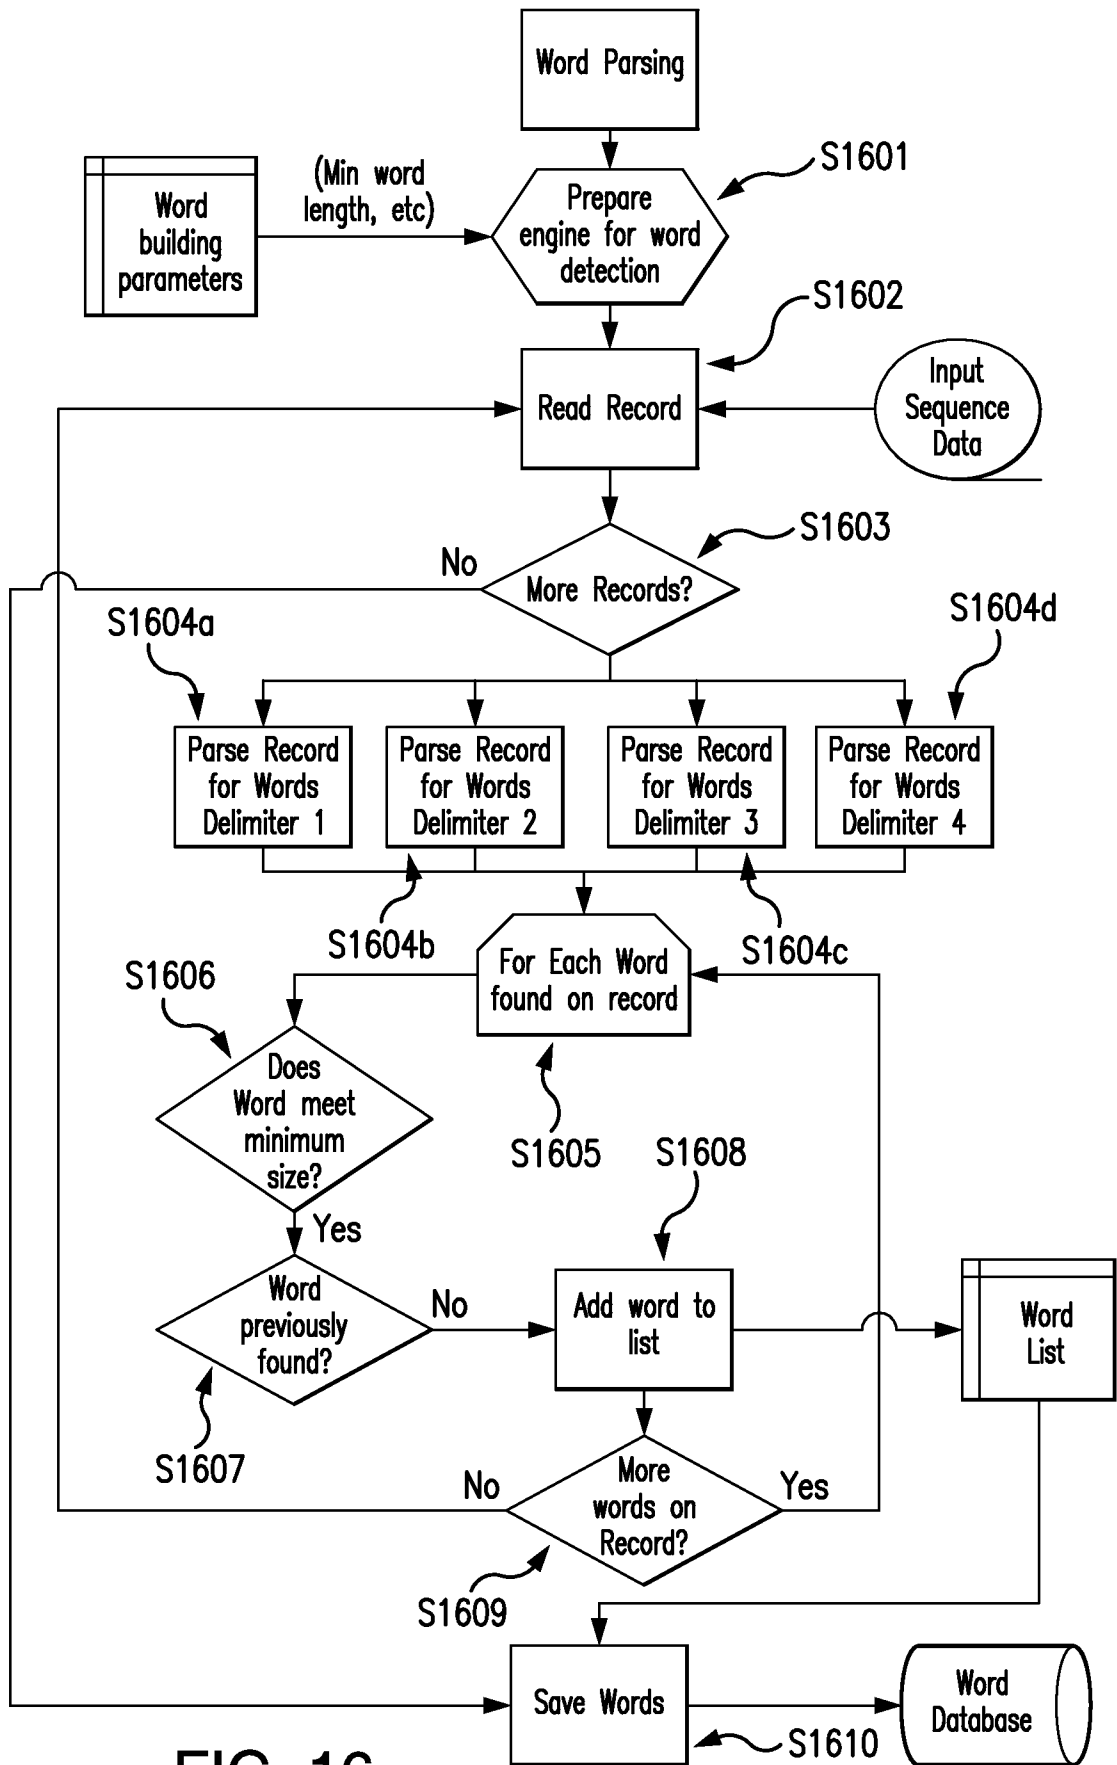 Word Parsing
S1601
(Min word
length, etc)
Word
building
parameters
Prepare
engine for word
detection
S1602
Input
Sequence
Data
Read Record
S1603
No
More Records?
S1604a
S1604d
Parse Record
for Words
Delimiter 1
Parse Record
for Words
Delimiter 2
Parse Record
for Words
Delimiter 3
Parse Record
for Words
Delimiter 4
S1604b
S1604c
For Each Word
found on record
S1606
Does
Word meet
minimum
size?
S1605
S1608
Yes
Word
previously
found?
No
Add word to
list
Word
List
S1607
No
More
words on
Record?
Yes
S1609
Save Words
Word
Database
S1610
FIG. 16